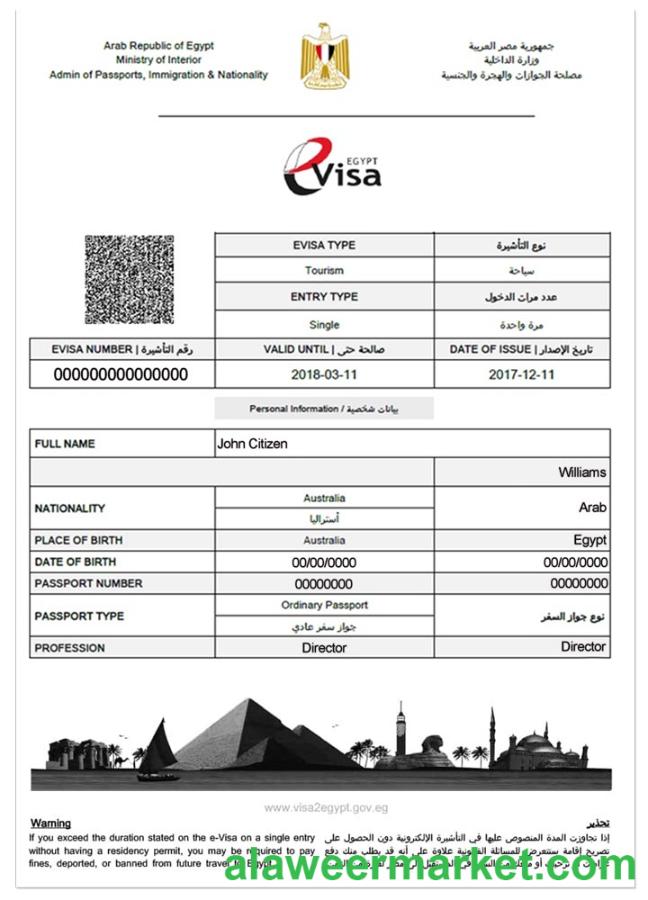 Arab Republic of Egypt
Ministry of Interior
Admin of Passports, Immigration & Nationality
جمهورية مصر العربية
وزارة الداخلية
مصلحة الجوازات والهجرة والجنسية
EGYPT
Visa
EVISA TYPE نوع التأشيرة
Tourism سياحة
ENTRY TYPE عدد مرات الدخول
Single مرة واحدة
EVISA NUMBER | رقم التأشيرة VALID UNTIL | صالحة حتى DATE OF ISSUE | تاريخ الإصدار
000000000000000 2018-03-11 2017-12-11
Personal Information / بيانات شخصية
FULL NAME John Citizen
Williams
NATIONALITY Australia Arab
أستراليا
PLACE OF BIRTH Australia Egypt
DATE OF BIRTH 00/00/0000 00/00/0000
PASSPORT NUMBER 00000000 00000000
PASSPORT TYPE Ordinary Passport نوع جواز السفر
جواز سفر عادي
PROFESSION Director Director
www.visa2egypt.gov.eg
Warning
If you exceed the duration stated on the e-Visa on a single entry
without having a residency permit, you may be required to pay
fines, deported, or banned from future travel to Egypt.
تحذير
إذا تجاوزت المدة المنصوص عليها في التأشيرة الإلكترونية دون الحصول على
تصريح إقامة ستتعرض للمسائلة القانونية علاوة على أنه قد يطلب منك دفع
alaweermarket.com